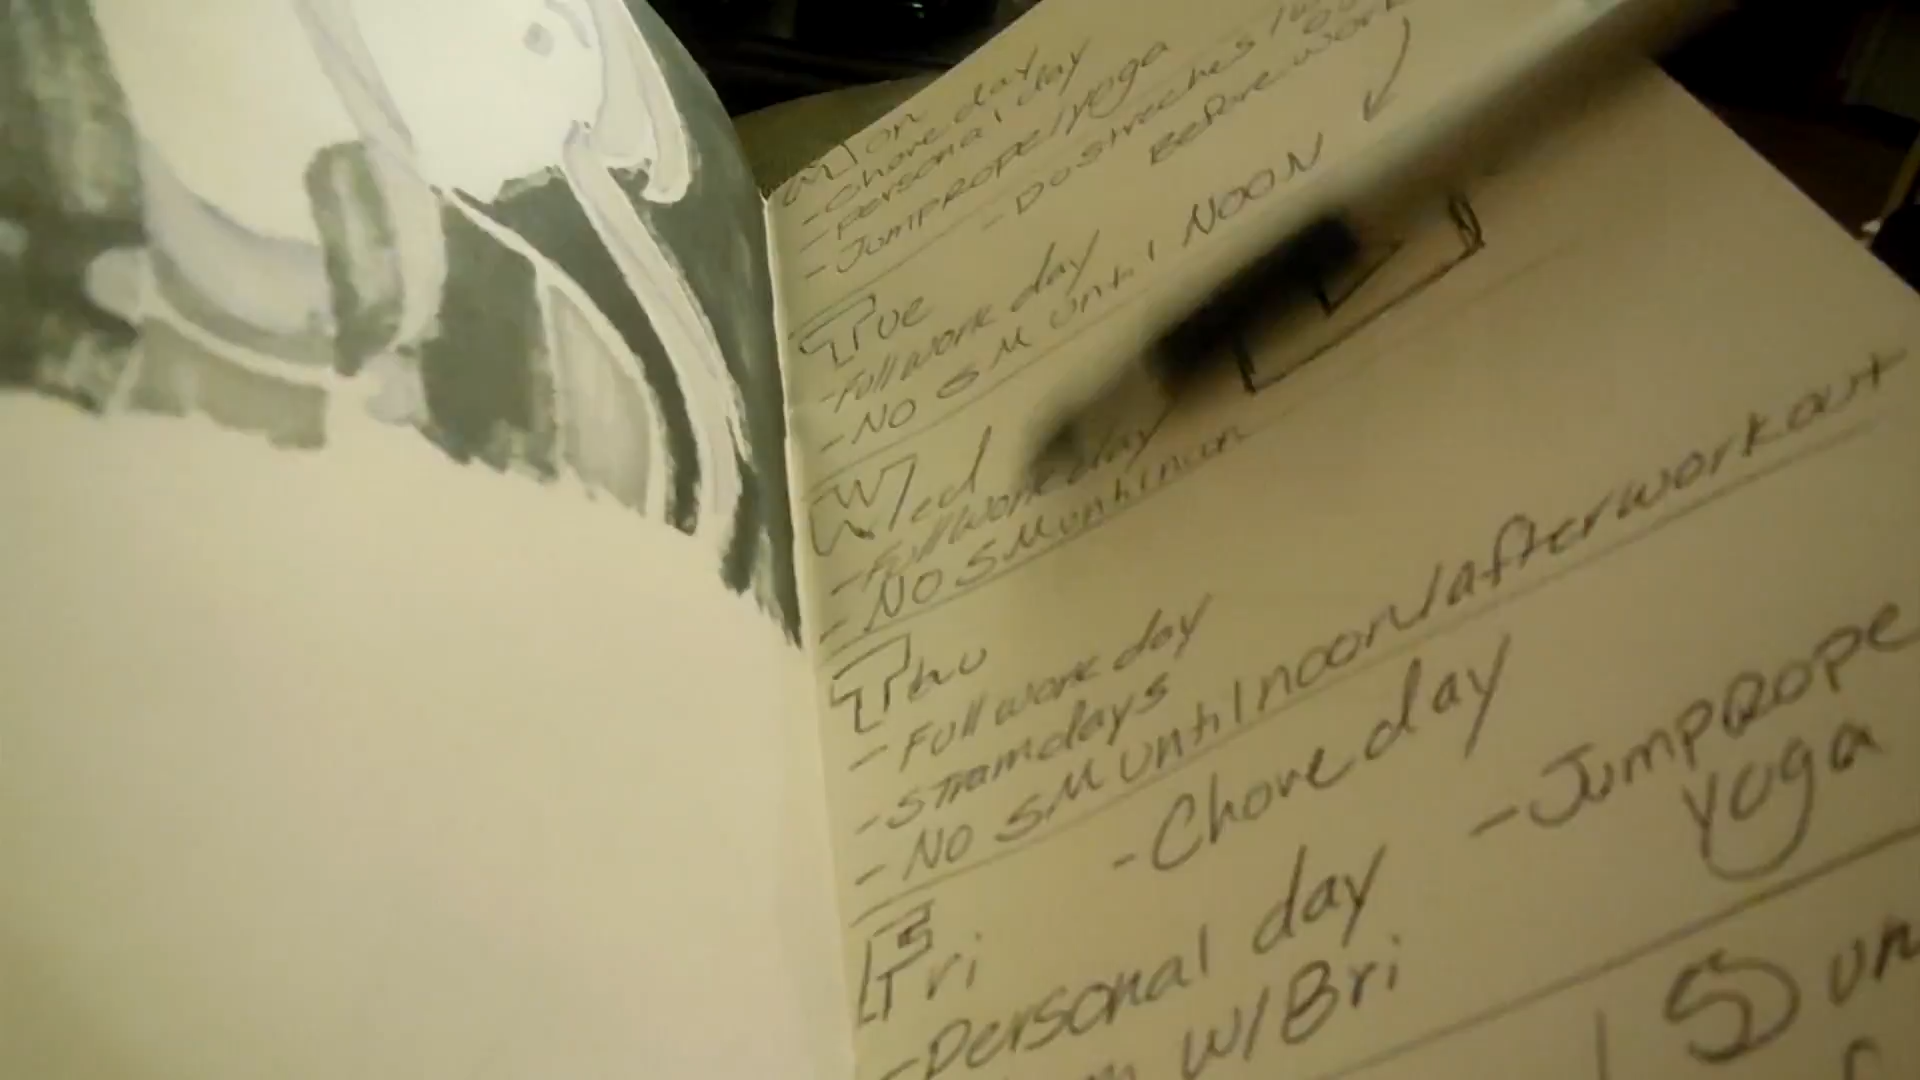 Mon
- Chore day
- Personal day
- JumpROPE/yoga
- DO stretches
Before work
Tue
- Full work day
- NO SM Until NOON
Wed
- Full work day
- NO SM until noon
Thu
- Full work day
- STream days
- NO SM Until noon/after workout
Fri
- Chore day
- JumpROPE
yoga
- Personal day
w/Bri
Sun